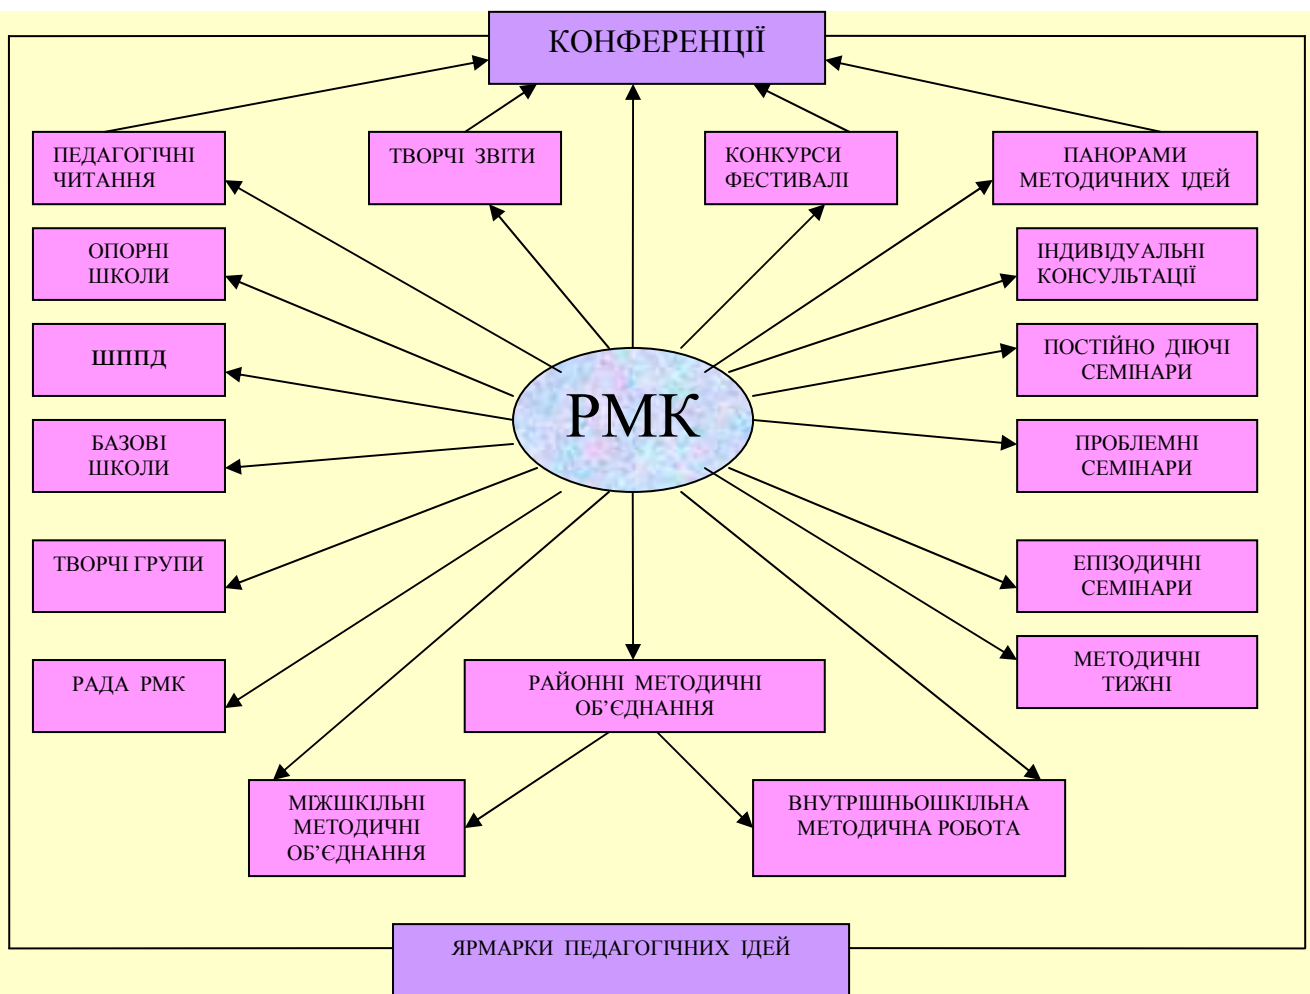 КОНФЕРЕНЦІЇ
ПЕДАГОГІЧНІ
ЧИТАННЯ
ТВОРЧІ ЗВІТИ
КОНКУРСИ
ФЕСТИВАЛІ
ПАНОРАМИ
МЕТОДИЧНИХ ІДЕЙ
ОПОРНІ
ШКОЛИ
ІНДИВІДУАЛЬНІ
КОНСУЛЬТАЦІЇ
ШППД
ПОСТІЙНО ДІЮЧІ
СЕМІНАРИ
РМК
БАЗОВІ
ШКОЛИ
ПРОБЛЕМНІ
СЕМІНАРИ
ТВОРЧІ ГРУПИ
ЕПІЗОДИЧНІ
СЕМІНАРИ
РАДА РМК
РАЙОННІ МЕТОДИЧНІ
ОБ’ЄДНАННЯ
МЕТОДИЧНІ
ТИЖНІ
МІЖШКІЛЬНІ
МЕТОДИЧНІ
ОБ’ЄДНАННЯ
ВНУТРІШНЬОШКІЛЬНА
МЕТОДИЧНА РОБОТА
ЯРМАРКИ ПЕДАГОГІЧНИХ ІДЕЙ